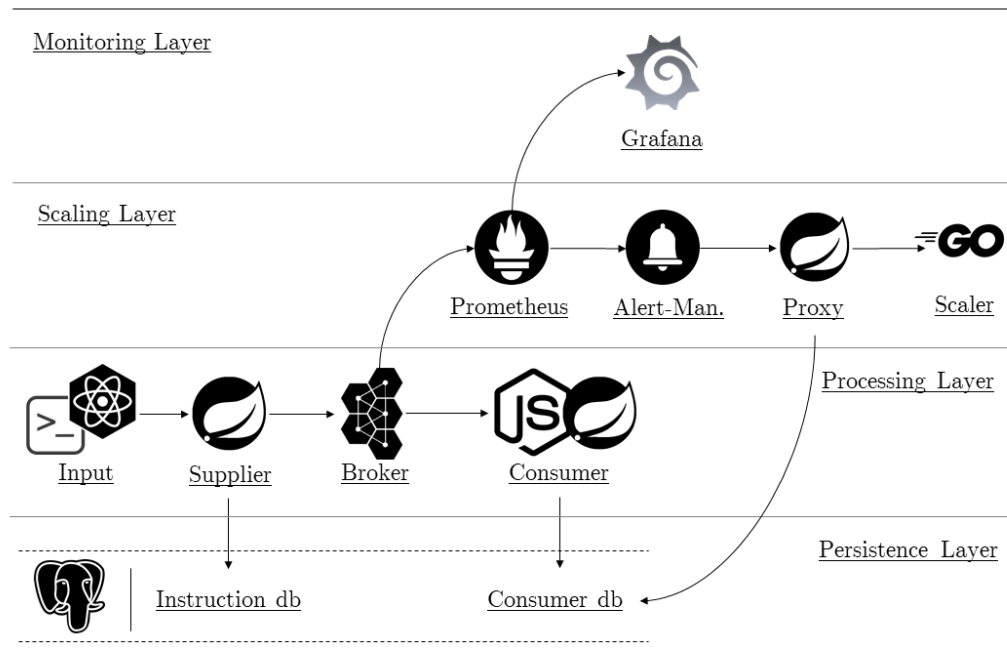 Monitoring Layer
Grafana
Scaling Layer
Prometheus
Alert-Man.
Proxy
GO
Scaler
Processing Layer
>_
JS
Input
Supplier
Broker
Consumer
Persistence Layer
Instruction db
Consumer db